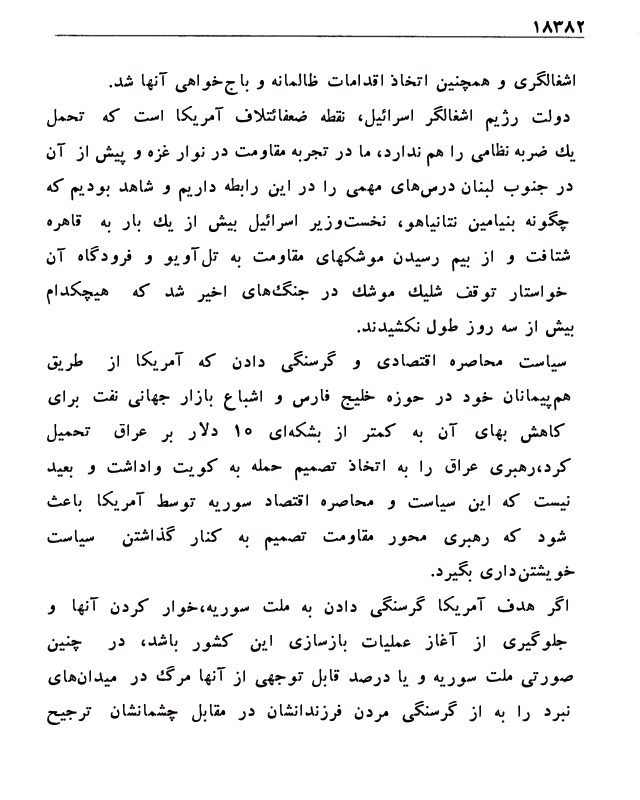 ۱۸۳۸۲
اشغالگری و همچنین اتخاذ اقدامات ظالمانه و باج‌خواهی آنها شد.
دولت رژیم اشغالگر اسرائیل، نقطه ضعفائتلاف آمریکا است که تحمل
یك ضربه نظامی را هم ندارد، ما در تجربه مقاومت در نوار غزه و پیش از آن
در جنوب لبنان درس‌های مهمی را در این رابطه داریم و شاهد بودیم که
چگونه بنیامین نتانیاهو، نخست‌وزیر اسرائیل بیش از یك بار به قاهره
شتافت و از بیم رسیدن موشکهای مقاومت به تل‌آویو و فرودگاه آن
خواستار توقف شلیك موشك در جنگ‌های اخیر شد که هیچکدام
بیش از سه روز طول نکشیدند.
سیاست محاصره اقتصادی و گرسنگی دادن که آمریکا از طریق
هم‌پیمانان خود در حوزه خلیج فارس و اشباع بازار جهانی نفت برای
کاهش بهای آن به کمتر از بشکه‌ای ۱۵ دلار بر عراق تحمیل
کرد،رهبری عراق را به اتخاذ تصمیم حمله به کویت واداشت و بعید
نیست که این سیاست و محاصره اقتصاد سوریه توسط آمریکا باعث
شود که رهبری محور مقاومت تصمیم به کنار گذاشتن سیاست
خویشتن‌داری بگیرد.
اگر هدف آمریکا گرسنگی دادن به ملت سوریه،خوار کردن آنها و
جلوگیری از آغاز عملیات بازسازی این کشور باشد، در چنین
صورتی ملت سوریه و یا درصد قابل توجهی از آنها مرگ در میدان‌های
نبرد را به از گرسنگی مردن فرزندانشان در مقابل چشمانشان ترجیح